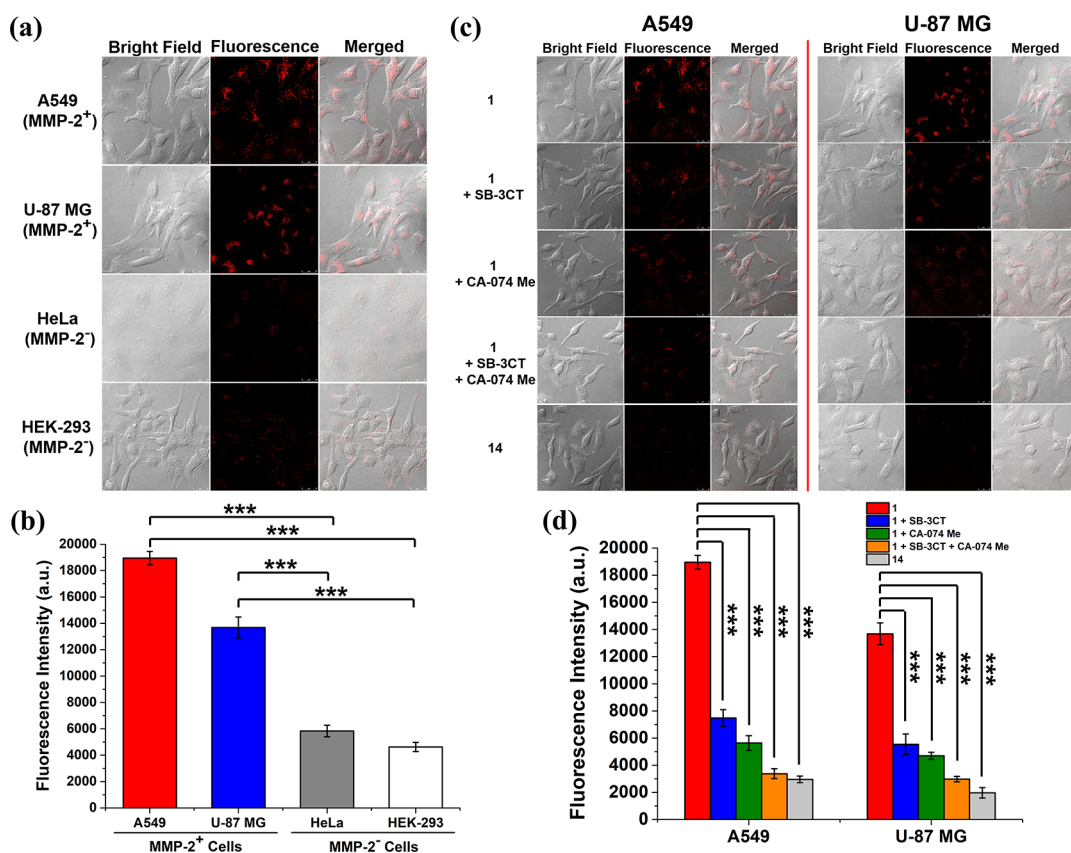 (a)
Bright Field Fluorescence Merged
A549
(MMP-2⁺)
U-87 MG
(MMP-2⁺)
HeLa
(MMP-2⁻)
HEK-293
(MMP-2⁻)
(c)
A549
U-87 MG
Bright Field Fluorescence Merged
Bright Field Fluorescence Merged
1
1
+ SB-3CT
1
+ CA-074 Me
1
+ SB-3CT
+ CA-074 Me
14
(b)
Fluorescence Intensity (a.u.)
20000
18000
16000
14000
12000
10000
8000
6000
4000
2000
0
***
***
***
***
A549 U-87 MG HeLa HEK-293
MMP-2⁺ Cells MMP-2⁻ Cells
(d)
Fluorescence Intensity (a.u.)
20000
18000
16000
14000
12000
10000
8000
6000
4000
2000
0
1
1 + SB-3CT
1 + CA-074 Me
1 + SB-3CT + CA-074 Me
14
***
***
***
***
***
***
***
***
A549 U-87 MG